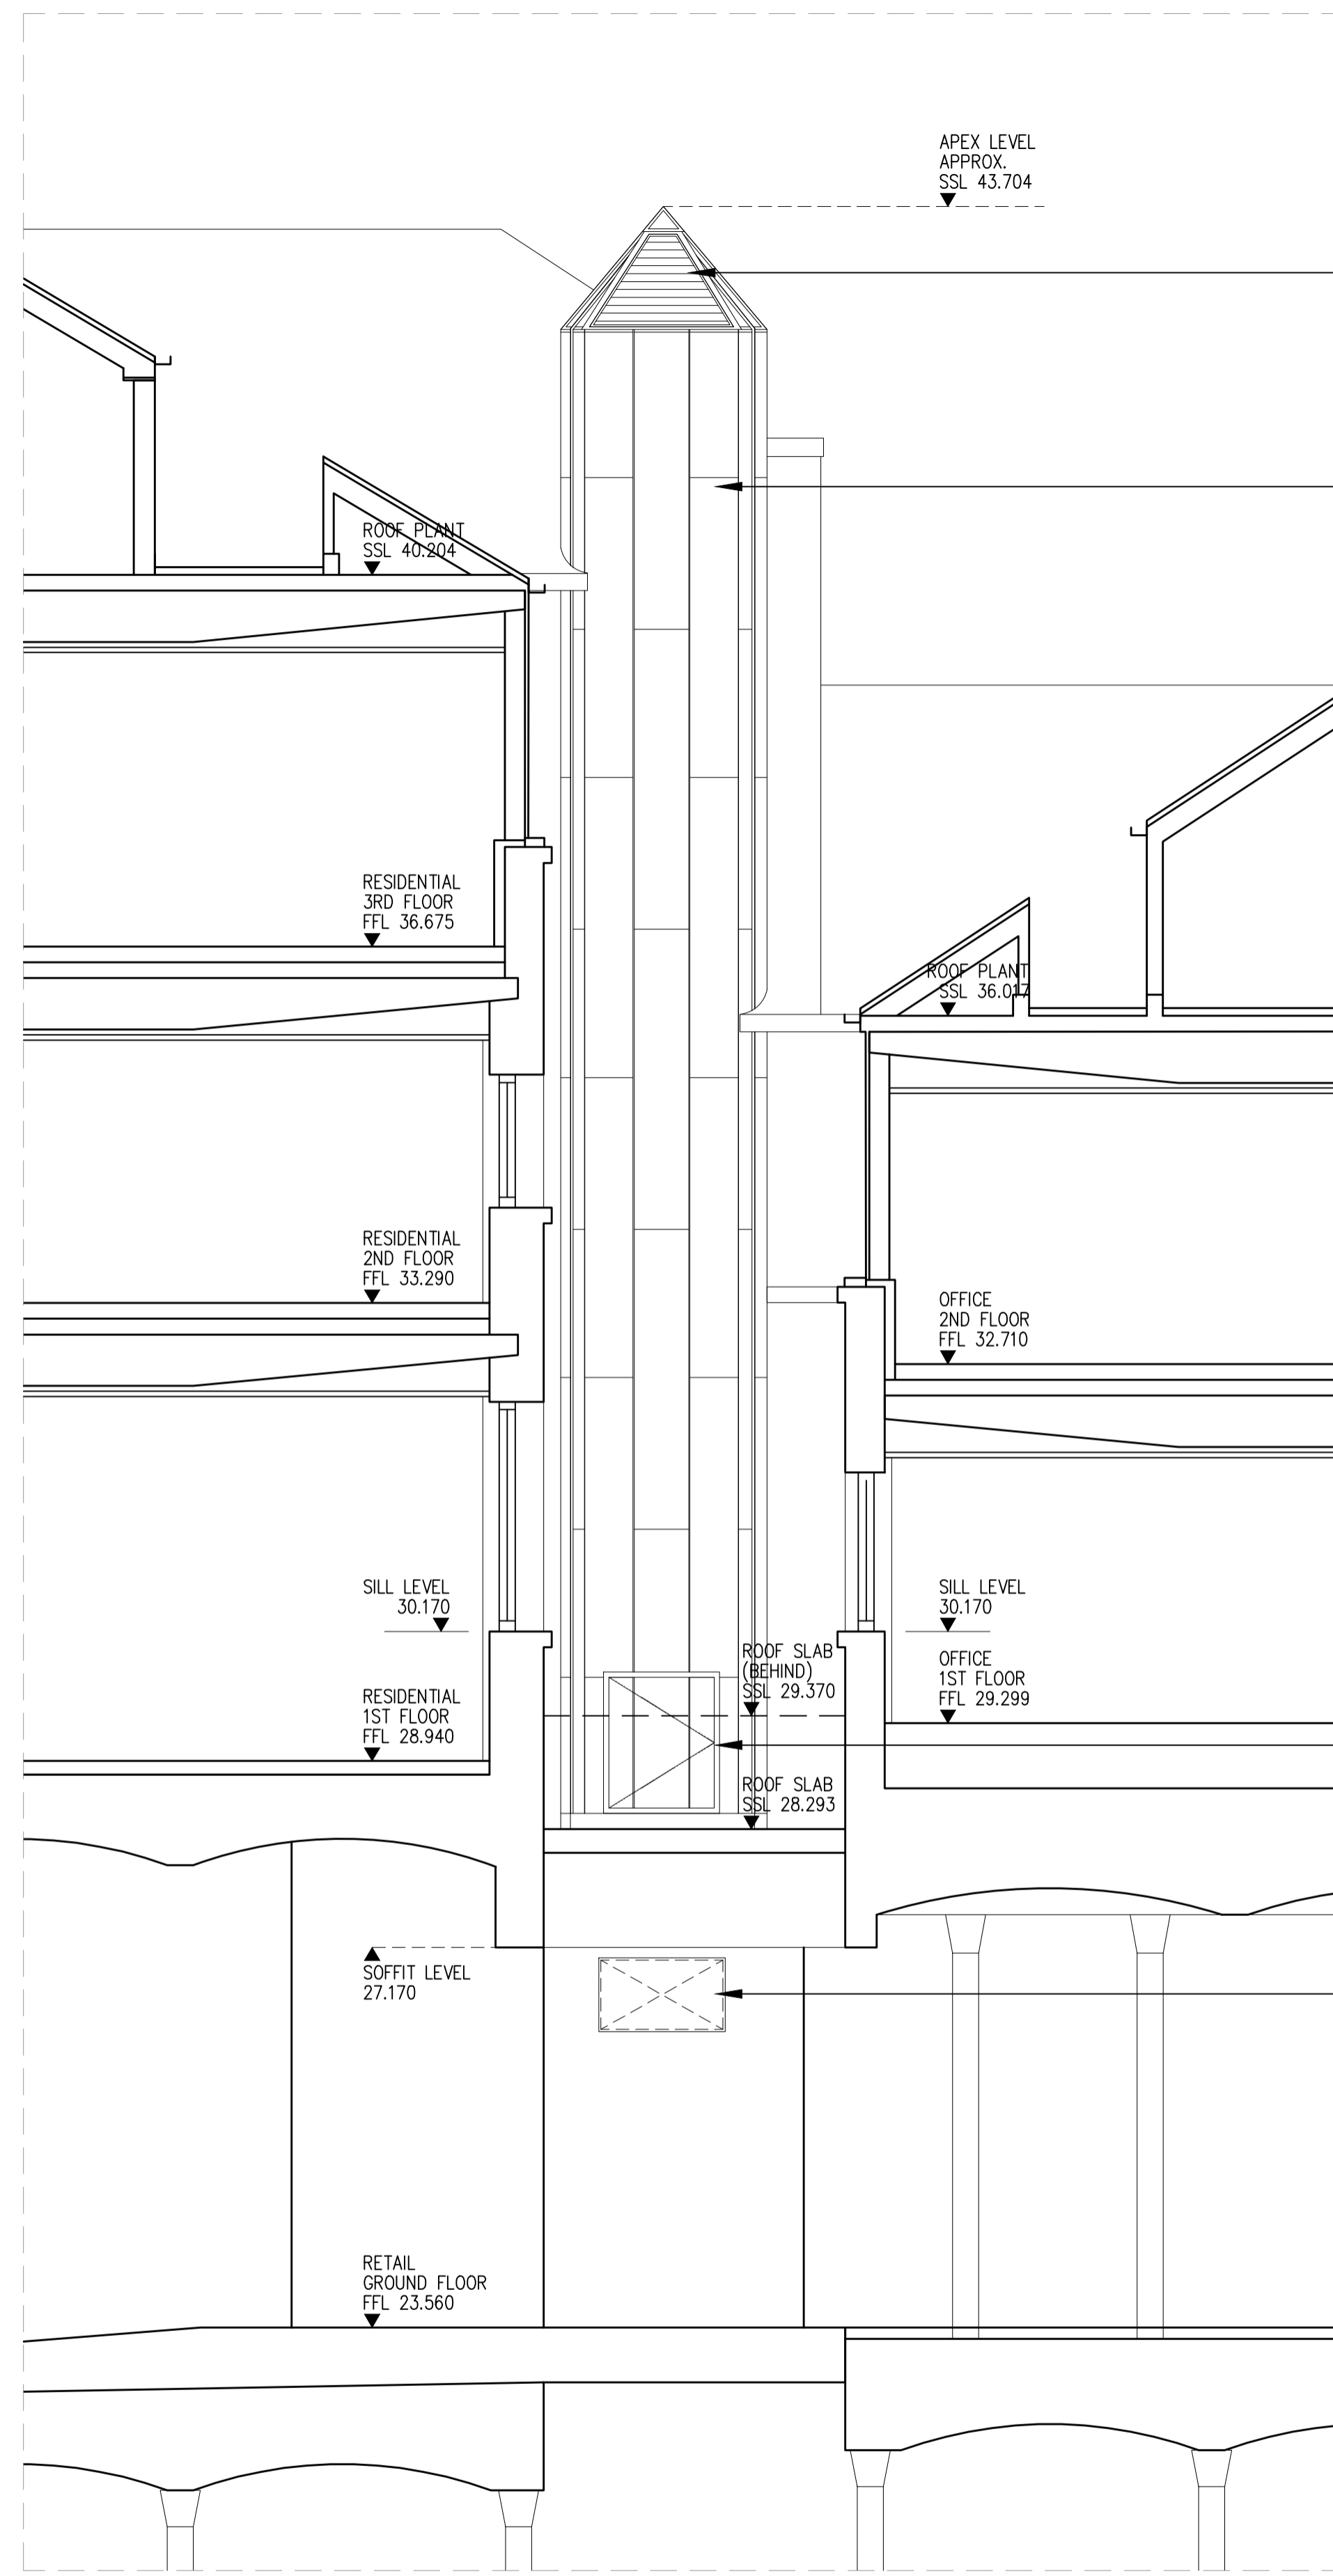 APEX LEVEL
APPROX.
SSL 43.704
ROOF PLANT
SSL 40.204
RESIDENTIAL
3RD FLOOR
FFL 36.675
ROOF PLANT
SSL 36.017
RESIDENTIAL
2ND FLOOR
FFL 33.290
OFFICE
2ND FLOOR
FFL 32.710
SILL LEVEL
30.170
SILL LEVEL
30.170
ROOF SLAB
(BEHIND)
SSL 29.370
OFFICE
1ST FLOOR
FFL 29.299
RESIDENTIAL
1ST FLOOR
FFL 28.940
ROOF SLAB
SSL 28.293
SOFFIT LEVEL
27.170
RETAIL
GROUND FLOOR
FFL 23.560